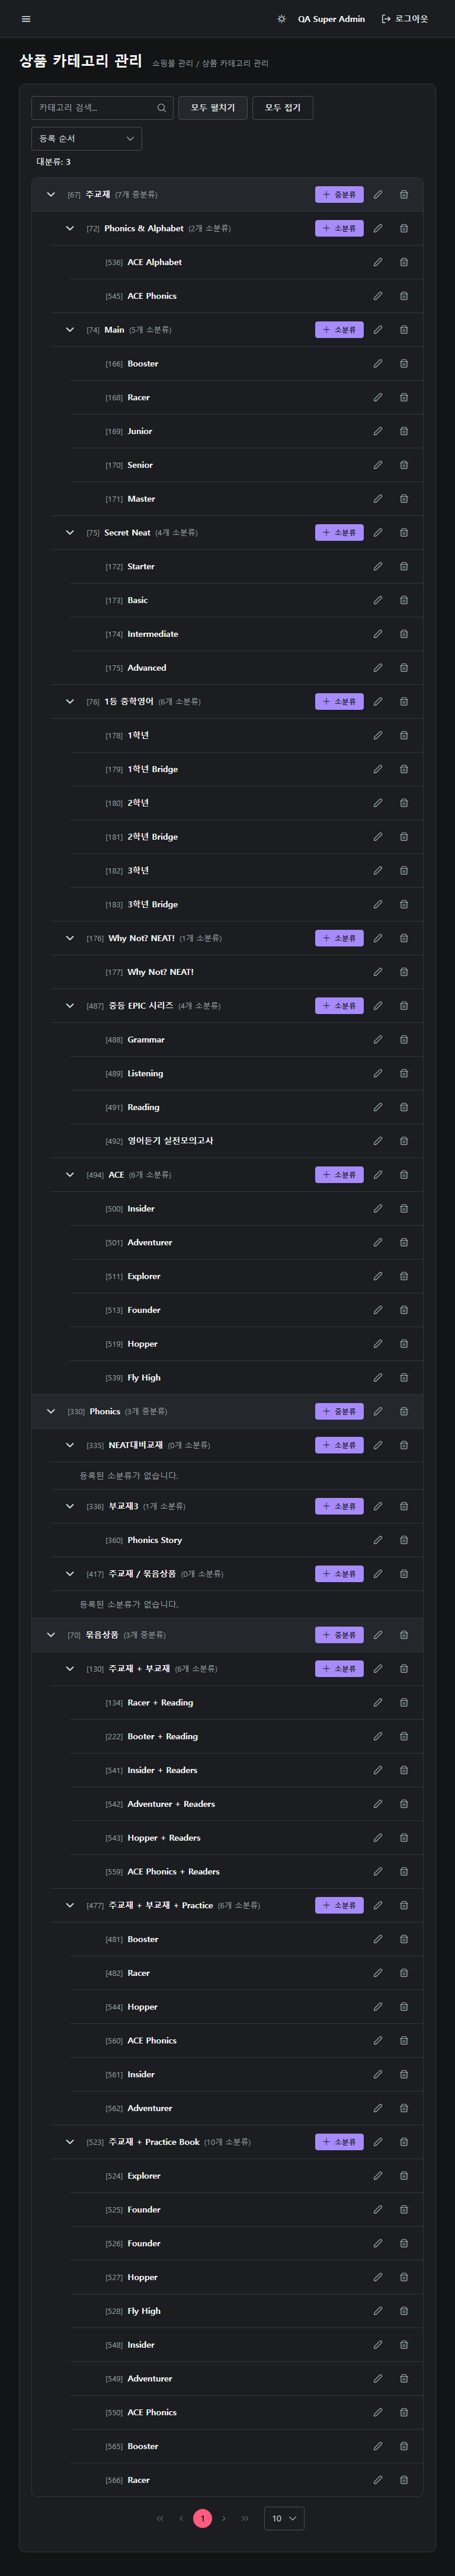 QA Super Admin 로그아웃
상품 카테고리 관리 쇼핑몰 관리 / 상품 카테고리 관리
카테고리 검색... 모두 펼치기 모두 접기
등록 순서
대분류: 3
[67] 주교재 (7개 중분류) + 중분류
[72] Phonics & Alphabet (2개 소분류) + 소분류
[536] ACE Alphabet
[545] ACE Phonics
[74] Main (5개 소분류) + 소분류
[166] Booster
[168] Racer
[169] Junior
[170] Senior
[171] Master
[75] Secret Neat (4개 소분류) + 소분류
[172] Starter
[173] Basic
[174] Intermediate
[175] Advanced
[76] 1등 중학영어 (6개 소분류) + 소분류
[178] 1학년
[179] 1학년 Bridge
[180] 2학년
[181] 2학년 Bridge
[182] 3학년
[183] 3학년 Bridge
[176] Why Not? NEAT! (1개 소분류) + 소분류
[177] Why Not? NEAT!
[487] 중등 EPIC 시리즈 (4개 소분류) + 소분류
[488] Grammar
[489] Listening
[491] Reading
[492] 영어듣기 실전모의고사
[494] ACE (6개 소분류) + 소분류
[500] Insider
[501] Adventurer
[511] Explorer
[513] Founder
[519] Hopper
[539] Fly High
[330] Phonics (3개 중분류) + 중분류
[335] NEAT대비교재 (0개 소분류) + 소분류
등록된 소분류가 없습니다.
[336] 부교재3 (1개 소분류) + 소분류
[360] Phonics Story
[417] 주교재 / 묶음상품 (0개 소분류) + 소분류
등록된 소분류가 없습니다.
[70] 묶음상품 (3개 중분류) + 중분류
[130] 주교재 + 부교재 (6개 소분류) + 소분류
[134] Racer + Reading
[222] Booter + Reading
[541] Insider + Readers
[542] Adventurer + Readers
[543] Hopper + Readers
[559] ACE Phonics + Readers
[477] 주교재 + 부교재 + Practice (6개 소분류) + 소분류
[481] Booster
[482] Racer
[544] Hopper
[560] ACE Phonics
[561] Insider
[562] Adventurer
[523] 주교재 + Practice Book (10개 소분류) + 소분류
[524] Explorer
[525] Founder
[526] Founder
[527] Hopper
[528] Fly High
[548] Insider
[549] Adventurer
[550] ACE Phonics
[565] Booster
[566] Racer
1 10